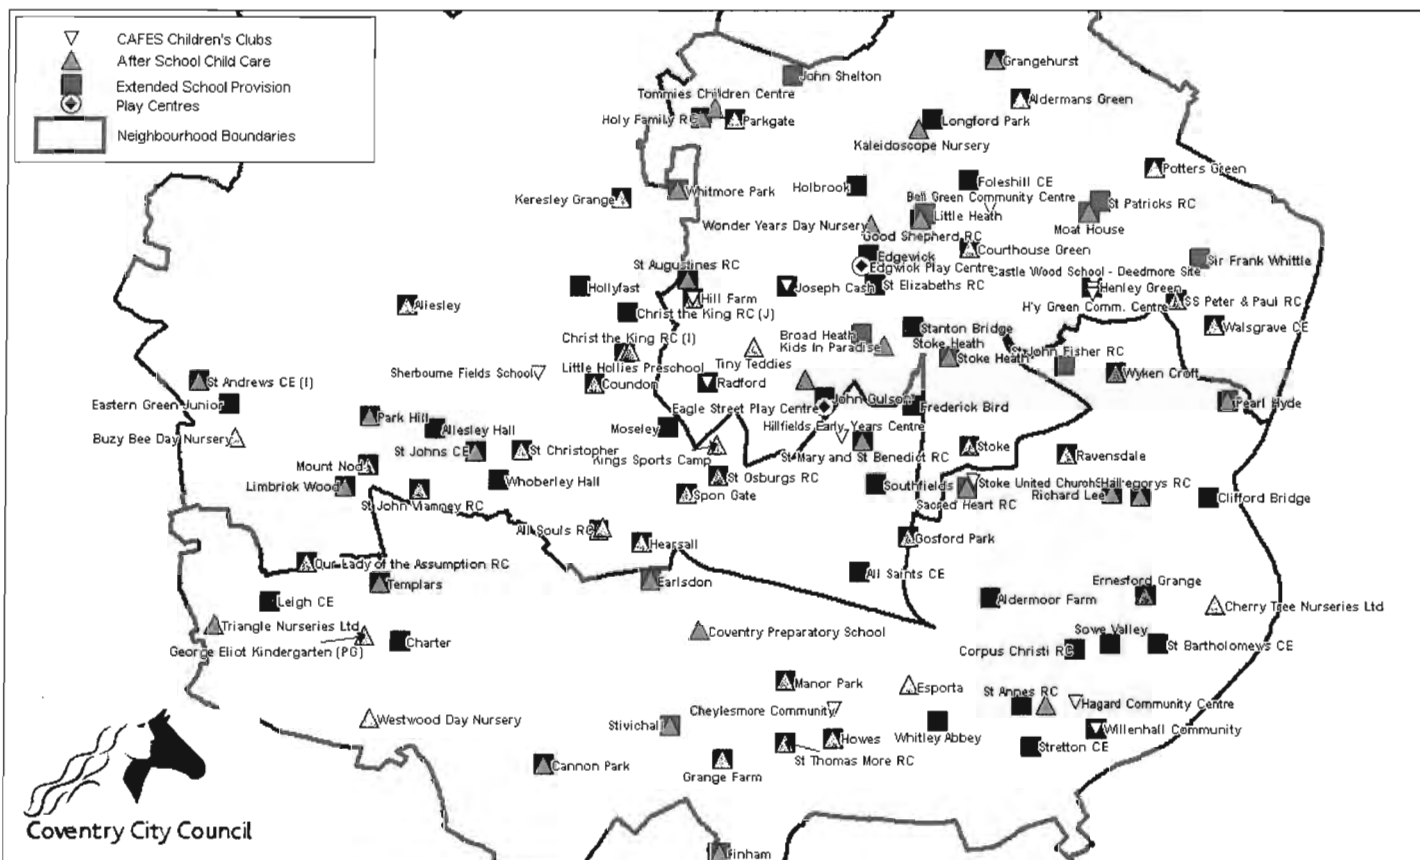 CAFES Children's Clubs
After School Child Care
Extended School Provision
Play Centres
Neighbourhood Boundaries
John Shelton
Grangehurst
Tommies Children Centre
Aldermans Green
Holy Family RC
Parkgate
Longford Park
Kaleidoscope Nursery
Potters Green
Foleshill CE
Holbrook
Whitmore Park
Keresley Grange
Bell Green Community Centre
St Patricks RC
Little Heath
Wonder Years Day Nursery
Moat House
Good Shepherd RC
Courthouse Green
Edgewick
Sir Frank Whittle
St Augustines RC
Edgwick Play Centre
Castle Wood School - Deedmore Site
Hollyfast
Joseph Cash
St Elizabeths RC
Henley Green
Hill Farm
SS Peter & Paul RC
Allesley
H'y Green Comm. Centre
Christ the King RC (J)
Walsgrave CE
Stanton Bridge
Broad Heath
Christ the King RC (I)
Kids In Paradise
Stoke Heath
St John Fisher RC
Stoke Heath
Tiny Teddies
Little Hollies Preschool
Sherbourne Fields School
Wyken Croft
St Andrews CE (I)
Coundon
Radford
John Gulson
Pearl Hyde
Eastern Green Junior
Eagle Street Play Centre
Frederick Bird
Park Hill
Hillfields Early Years Centre
Allesley Hall
Moseley
Buzy Bee Day Nursery
St Johns CE
St Christopher
Kings Sports Camp
St Mary and St Benedict RC
Stoke
Ravensdale
Mount Nod
Limbrick Wood
Whoberley Hall
St Osburgs RC
Southfields
Stoke United Church
Gregorys RC
Spon Gate
Richard Lee
Clifford Bridge
St John Vianney RC
Sacred Heart RC
All Souls RC
Hearsall
Gosford Park
Our Lady of the Assumption RC
All Saints CE
Templars
Earlsdon
Ernesford Grange
Leigh CE
Aldermoor Farm
Cherry Tree Nurseries Ltd
Triangle Nurseries Ltd
Coventry Preparatory School
Sowe Valley
George Eliot Kindergarten (PG)
Charter
Corpus Christi RC
St Bartholomews CE
Manor Park
Esporta
St Annes RC
Hagard Community Centre
Cheylesmore Community
Westwood Day Nursery
Stivichall
Willenhall Community
Howes
Whitley Abbey
Stretton CE
St Thomas More RC
Cannon Park
Grange Farm
Coventry City Council
Finham